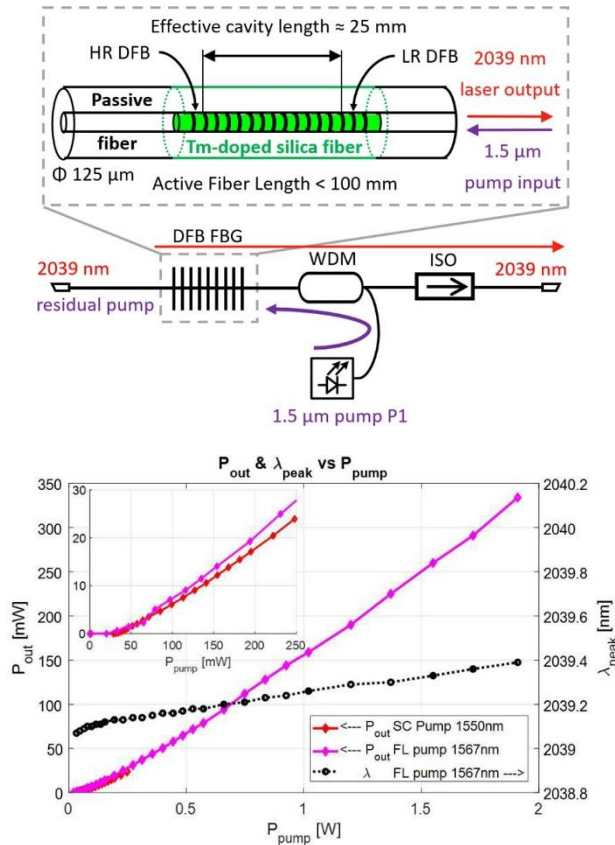 Effective cavity length ≈ 25 mm
HR DFB
LR DFB
2039 nm
laser output
Passive
fiber
Tm-doped silica fiber
1.5 µm
pump input
Φ 125 µm
Active Fiber Length < 100 mm
DFB FBG
WDM
ISO
2039 nm
2039 nm
residual pump
1.5 µm pump P1
P_out & λ_peak vs P_pump
350
300
250
200
150
100
50
0
P_out [mW]
30
20
10
0
0
50
100
150
200
250
P_pump [mW]
2040.2
2040
2039.8
2039.6
2039.4
2039.2
2039
2038.8
λ_peak [nm]
<--- P_out SC Pump 1550nm
<--- P_out FL pump 1567nm
λ FL pump 1567nm --->
0
0.5
1
1.5
2
P_pump [W]